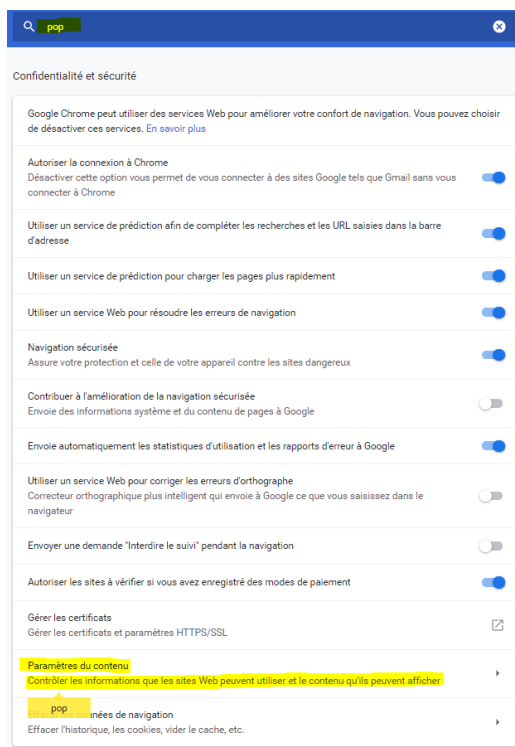 pop
Confidentialité et sécurité
Google Chrome peut utiliser des services Web pour améliorer votre confort de navigation. Vous pouvez choisir
de désactiver ces services. En savoir plus
Autoriser la connexion à Chrome
Désactiver cette option vous permet de vous connecter à des sites Google tels que Gmail sans vous
connecter à Chrome
Utiliser un service de prédiction afin de compléter les recherches et les URL saisies dans la barre
d'adresse
Utiliser un service de prédiction pour charger les pages plus rapidement
Utiliser un service Web pour résoudre les erreurs de navigation
Navigation sécurisée
Assure votre protection et celle de votre appareil contre les sites dangereux
Contribuer à l'amélioration de la navigation sécurisée
Envoie des informations système et du contenu de pages à Google
Envoie automatiquement les statistiques d'utilisation et les rapports d'erreur à Google
Utiliser un service Web pour corriger les erreurs d'orthographe
Correcteur orthographique plus intelligent qui envoie à Google ce que vous saisissez dans le
navigateur
Envoyer une demande "Interdire le suivi" pendant la navigation
Autoriser les sites à vérifier si vous avez enregistré des modes de paiement
Gérer les certificats
Gérer les certificats et paramètres HTTPS/SSL
Paramètres du contenu
Contrôler les informations que les sites Web peuvent utiliser et le contenu qu'ils peuvent afficher
pop
Effacer les données de navigation
Effacer l'historique, les cookies, vider le cache, etc.